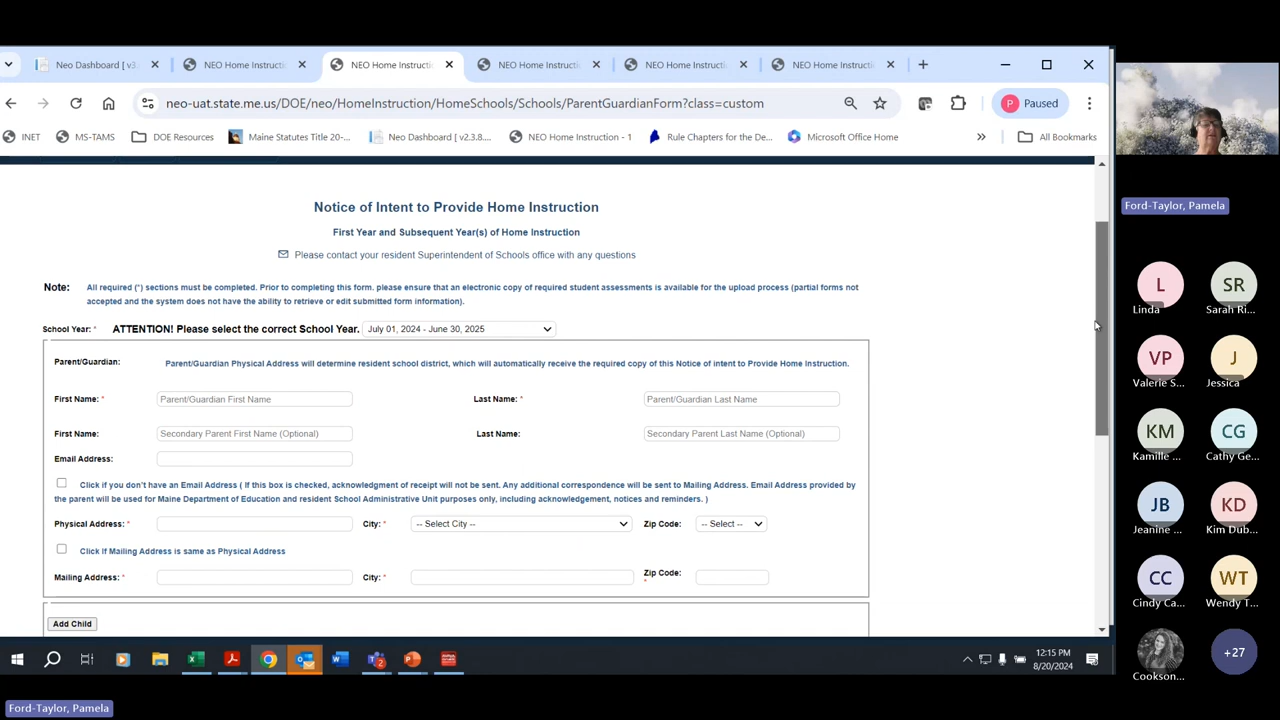 Neo Dashboard [ v3
NEO Home Instructi
NEO Home Instructi
NEO Home Instructi
NEO Home Instructi
NEO Home Instructi
neo-uat.state.me.us/DOE/neo/HomeInstruction/HomeSchools/Schools/ParentGuardianForm?class=custom
P Paused
INET
MS-TAMS
DOE Resources
Maine Statutes Title 20-...
Neo Dashboard [ v2.3.8....
NEO Home Instruction - 1
Rule Chapters for the De...
Microsoft Office Home
»
All Bookmarks
Notice of Intent to Provide Home Instruction
First Year and Subsequent Year(s) of Home Instruction
Please contact your resident Superintendent of Schools office with any questions
Note: All required (*) sections must be completed. Prior to completing this form. please ensure that an electronic copy of required student assessments is available for the upload process (partial forms not
accepted and the system does not have the ability to retrieve or edit submitted form information).
School Year: * ATTENTION! Please select the correct School Year. July 01, 2024 - June 30, 2025
Parent/Guardian: Parent/Guardian Physical Address will determine resident school district, which will automatically receive the required copy of this Notice of intent to Provide Home Instruction.
First Name: * Parent/Guardian First Name Last Name: * Parent/Guardian Last Name
First Name: Secondary Parent First Name (Optional) Last Name: Secondary Parent Last Name (Optional)
Email Address:
Click if you don't have an Email Address ( If this box is checked, acknowledgment of receipt will not be sent. Any additional correspondence will be sent to Mailing Address. Email Address provided by
the parent will be used for Maine Department of Education and resident School Administrative Unit purposes only, including acknowledgement, notices and reminders. )
Physical Address: * City: * -- Select City -- Zip Code: -- Select --
Click If Mailing Address is same as Physical Address
Mailing Address: * City: * Zip Code: *
Add Child
12:15 PM
8/20/2024
Ford-Taylor, Pamela
Ford-Taylor, Pamela
L
SR
Linda
Sarah Ri...
VP
J
Valerie S...
Jessica
KM
CG
Kamille ...
Cathy Ge...
JB
KD
Jeanine ...
Kim Dub...
CC
WT
Cindy Ca...
Wendy T...
+27
Cookson...